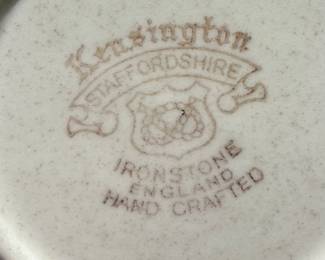 Kensington
STAFFORDSHIRE
IRONSTONE
ENGLAND
HAND CRAFTED